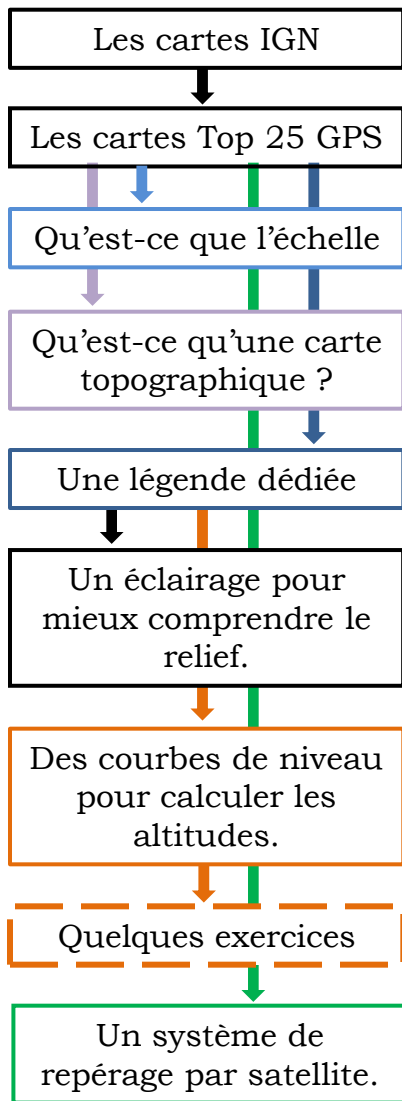 Les cartes IGN
Les cartes Top 25 GPS
Qu’est-ce que l’échelle
Qu’est-ce qu’une carte
topographique ?
Une légende dédiée
Un éclairage pour
mieux comprendre le
relief.
Des courbes de niveau
pour calculer les
altitudes.
Quelques exercices
Un système de
repérage par satellite.